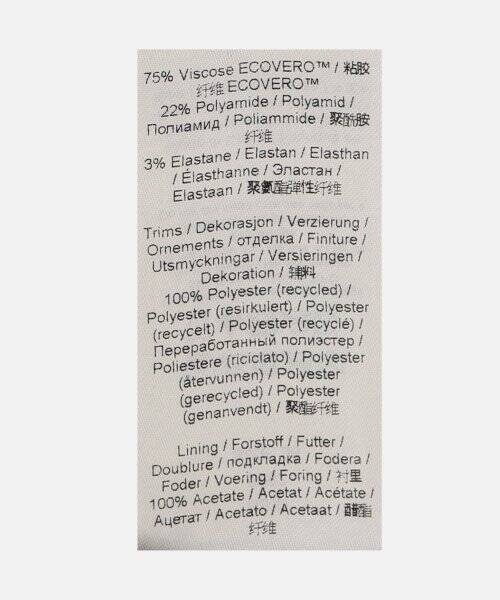 75% Viscose ECOVERO™ / 粘胶
纤维 ECOVERO™
22% Polyamide / Polyamid /
Полиамид / Poliammide / 聚酰胺
纤维
3% Elastane / Elastan / Elasthan
/ Élasthanne / Эластан /
Elastaan / 聚氨酯弹性纤维
Trims / Dekorasjon / Verzierung /
Ornements / отделка / Finiture /
Utsmyckningar / Versieringen /
Dekoration / 辅料
100% Polyester (recycled) /
Polyester (resirkulert) / Polyester
(recycelt) / Polyester (recyclé) /
Переработанный полиэстер /
Poliestere (riciclato) / Polyester
(återvunnen) / Polyester
(gerecycled) / Polyester
(genanvendt) / 聚酯纤维
Lining / Forstoff / Futter /
Doublure / подкладка / Fodera /
Foder / Voering / Foring / 衬里
100% Acetate / Acetat / Acétate /
Ацетат / Acetato / Acetaat / 醋酯
纤维